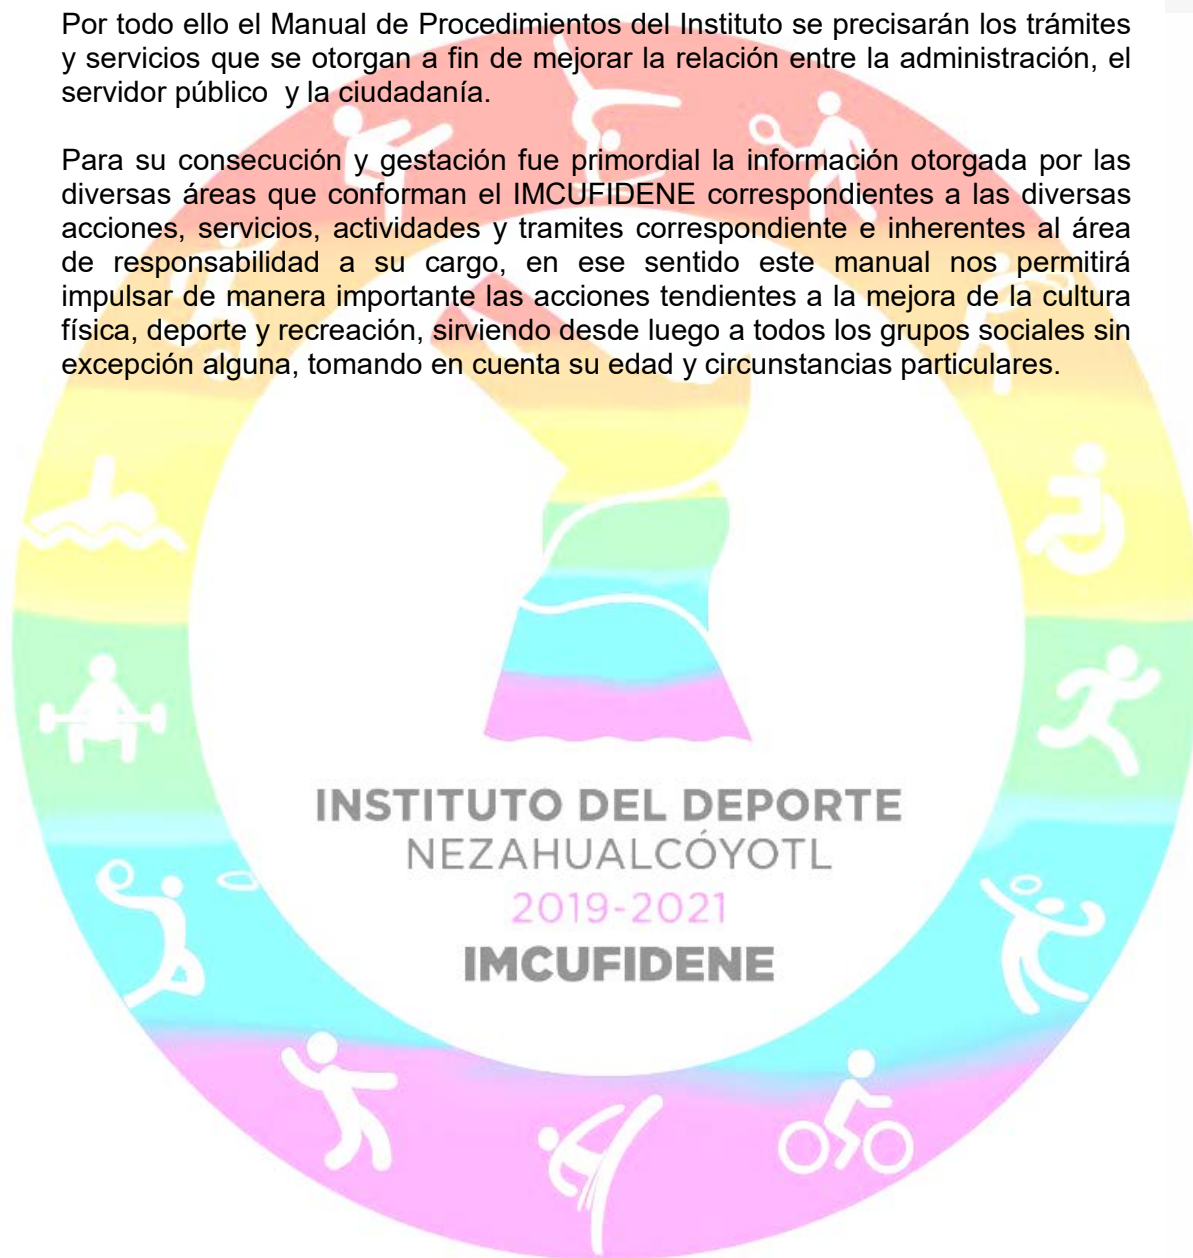 Por todo ello el Manual de Procedimientos del Instituto se precisarán los trámites
y servicios que se otorgan a fin de mejorar la relación entre la administración, el
servidor público  y la ciudadanía.
Para su consecución y gestación fue primordial la información otorgada por las
diversas áreas que conforman el IMCUFIDENE correspondientes a las diversas
acciones, servicios, actividades y tramites correspondiente e inherentes al área
de responsabilidad a su cargo, en ese sentido este manual nos permitirá
impulsar de manera importante las acciones tendientes a la mejora de la cultura
física, deporte y recreación, sirviendo desde luego a todos los grupos sociales sin
excepción alguna, tomando en cuenta su edad y circunstancias particulares.
INSTITUTO DEL DEPORTE
NEZAHUALCÓYOTL
2019-2021
IMCUFIDENE